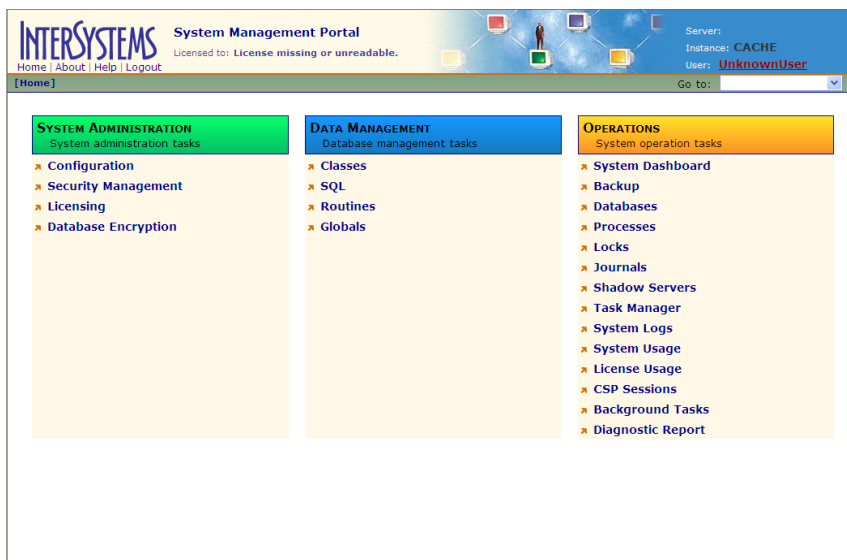 INTERSYSTEMS
Home | About | Help | Logout
System Management Portal
Licensed to: License missing or unreadable.
Server:
Instance: CACHE
User: UnknownUser
[Home]
Go to:
SYSTEM ADMINISTRATION
System administration tasks
Configuration
Security Management
Licensing
Database Encryption
DATA MANAGEMENT
Database management tasks
Classes
SQL
Routines
Globals
OPERATIONS
System operation tasks
System Dashboard
Backup
Databases
Processes
Locks
Journals
Shadow Servers
Task Manager
System Logs
System Usage
License Usage
CSP Sessions
Background Tasks
Diagnostic Report